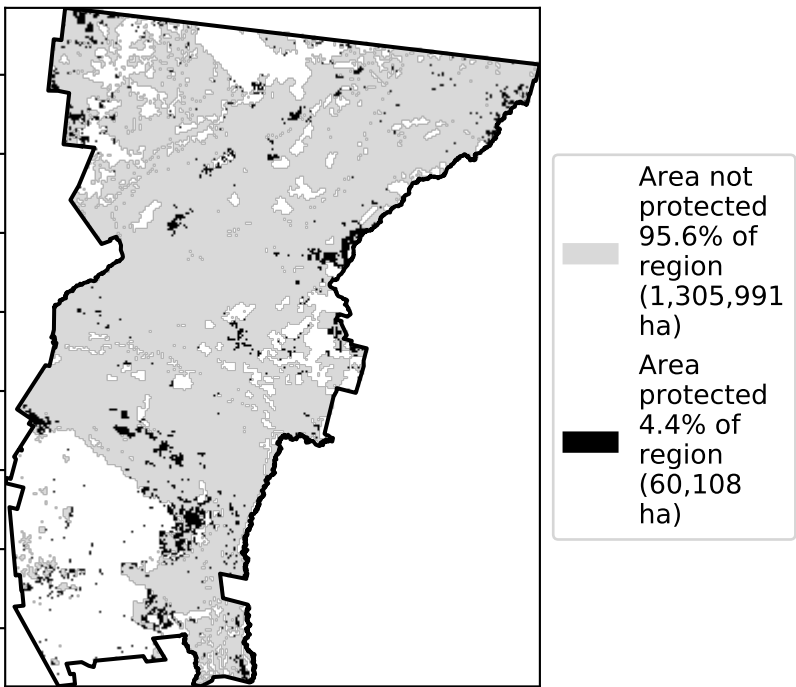 Area not
protected
95.6% of
region
(1,305,991
ha)
Area
protected
4.4% of
region
(60,108
ha)